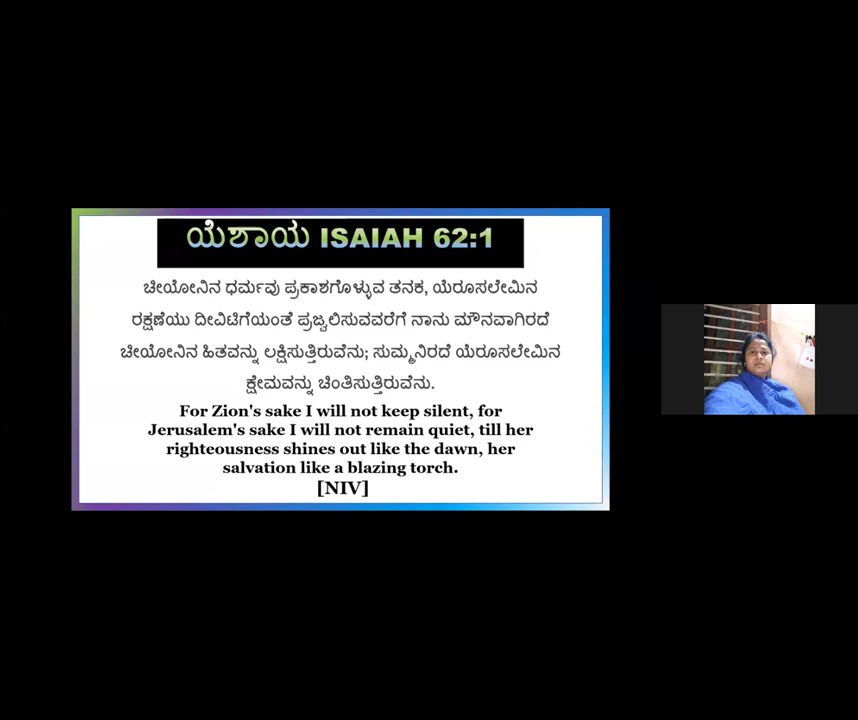 ಯೆಶಾಯ ISAIAH 62:1
ಚೀಯೋನಿನ ಧರ್ಮವು ಪ್ರಕಾಶಗೊಳ್ಳುವ ತನಕ, ಯೆರೂಸಲೇಮಿನ
ರಕ್ಷಣೆಯು ದೀವಿಟಿಗೆಯಂತೆ ಪ್ರಜ್ವಲಿಸುವವರೆಗೆ ನಾನು ಮೌನವಾಗಿರದೆ
ಚೀಯೋನಿನ ಹಿತವನ್ನು ಲಕ್ಷಿಸುತ್ತಿರುವೆನು; ಸುಮ್ಮನಿರದೆ ಯೆರೂಸಲೇಮಿನ
ಕ್ಷೇಮವನ್ನು ಚಿಂತಿಸುತ್ತಿರುವೆನು.
For Zion's sake I will not keep silent, for
Jerusalem's sake I will not remain quiet, till her
righteousness shines out like the dawn, her
salvation like a blazing torch.
[NIV]